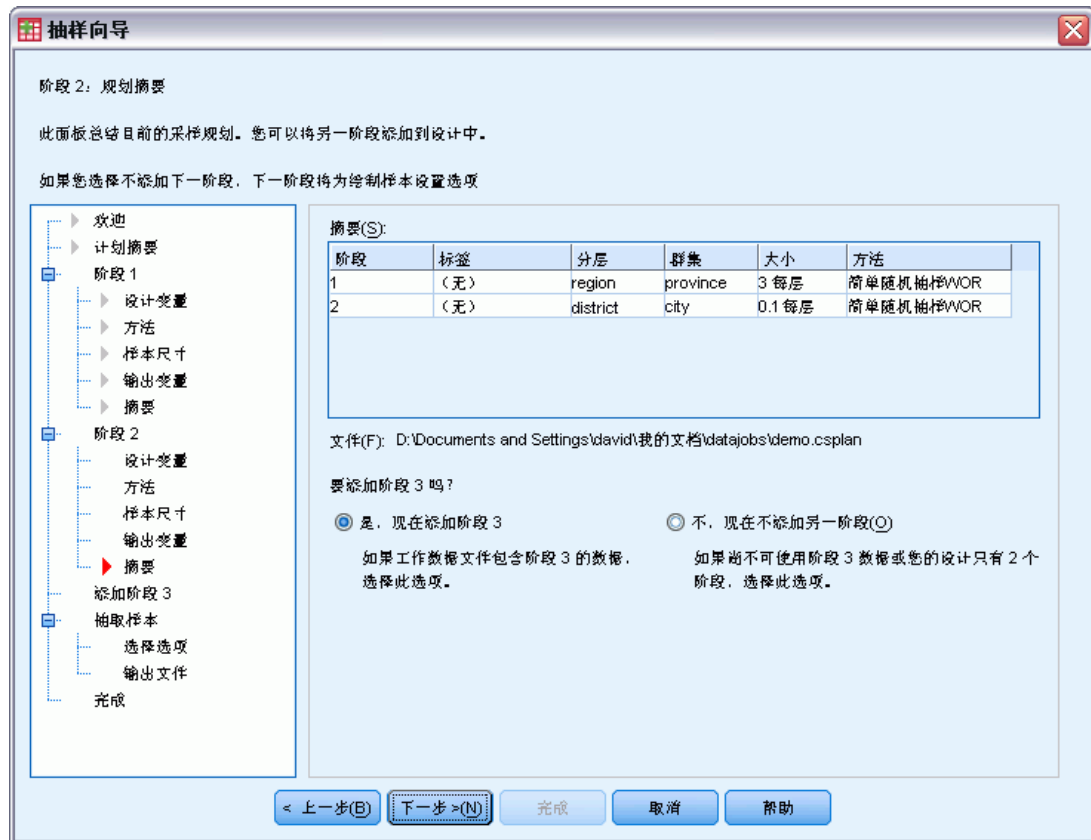 抽样向导
阶段 2：规划摘要
此面板总结目前的采样规划。您可以将另一阶段添加到设计中。
如果您选择不添加下一阶段，下一阶段将为绘制样本设置选项
欢迎
计划摘要
阶段 1
设计变量
方法
样本尺寸
输出变量
摘要
阶段 2
设计变量
方法
样本尺寸
输出变量
摘要
添加阶段 3
抽取样本
选择选项
输出文件
完成
摘要(S):
阶段 标签 分层 群集 大小 方法
1 （无） region province 3 每层 简单随机抽样WOR
2 （无） district city 0.1 每层 简单随机抽样WOR
文件(F): D:\Documents and Settings\david\我的文档\datajobs\demo.csplan
要添加阶段 3 吗？
是，现在添加阶段 3
如果工作数据文件包含阶段 3 的数据，
选择此选项。
不，现在不添加另一阶段(O)
如果尚不可使用阶段 3 数据或您的设计只有 2 个
阶段，选择此选项。
< 上一步(B) 下一步 >(N) 完成 取消 帮助